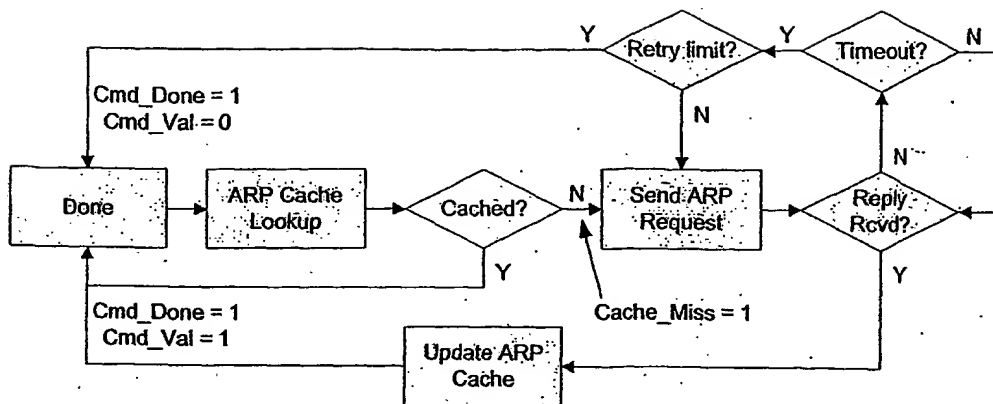 Y
Retry limit?
Y
Timeout?
N
Cmd_Done = 1
Cmd_Val = 0
N
N
Done
ARP Cache
Lookup
Cached?
N
Send ARP
Request
Reply
Rcvd?
Y
Y
Cmd_Done = 1
Cmd_Val = 1
Cache_Miss = 1
Update ARP
Cache